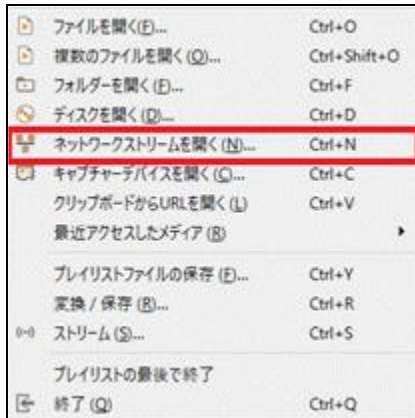 ファイルを開く(F)... Ctrl+O
複数のファイルを開く(O)... Ctrl+Shift+O
フォルダーを開く(F)... Ctrl+F
ディスクを開く(D)... Ctrl+D
ネットワークストリームを開く(N)... Ctrl+N
キャプチャーデバイスを開く(C)... Ctrl+C
クリップボードからURLを開く(L) Ctrl+V
最近アクセスしたメディア(R)
プレイリストファイルの保存(F)... Ctrl+Y
変換 / 保存(R)... Ctrl+R
ストリーム(S)... Ctrl+S
プレイリストの最後で終了
終了(Q) Ctrl+Q